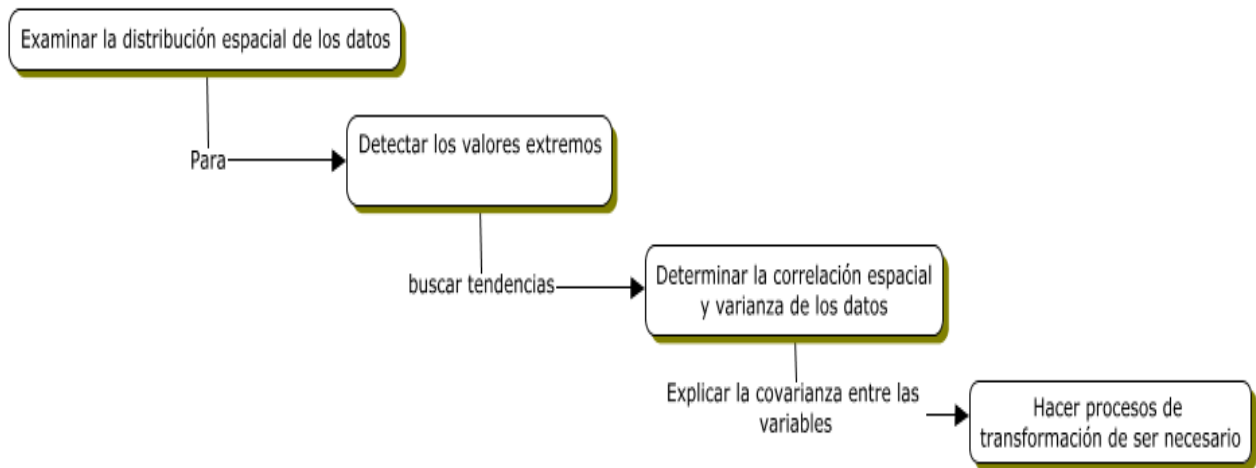 Examinar la distribución espacial de los datos
Para
Detectar los valores extremos
buscar tendencias
Determinar la correlación espacial
y varianza de los datos
Explicar la covarianza entre las
variables
Hacer procesos de
transformación de ser necesario